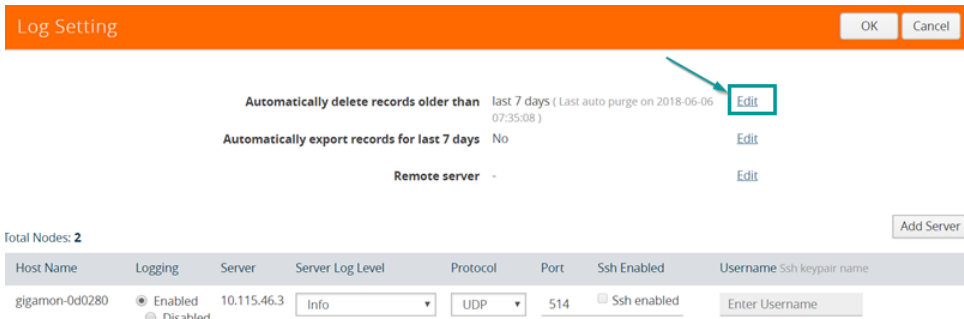 Log Setting
OK
Cancel
Automatically delete records older than last 7 days ( Last auto purge on 2018-06-06 Edit
07:35:08 )
Automatically export records for last 7 days No Edit
Remote server - Edit
Total Nodes: 2
Add Server
Host Name Logging Server Server Log Level Protocol Port Ssh Enabled Username Ssh keypair name
gigamon-0d0280 Enabled 10.115.46.3 Info UDP 514 Ssh enabled Enter Username
Disabled